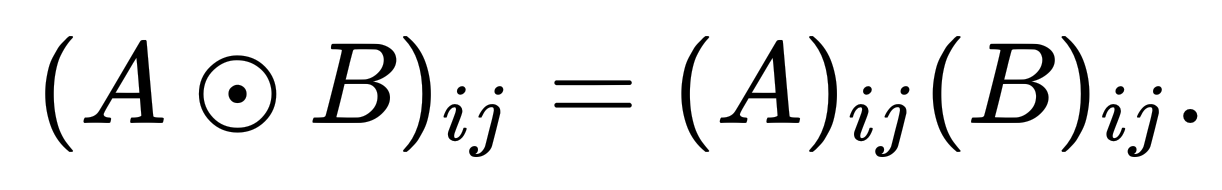 (A ⊙ B)ᵢⱼ = (A)ᵢⱼ(B)ᵢⱼ.